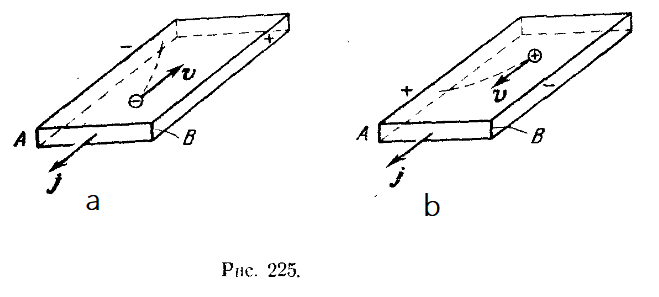 − + υ
A B
j
a
+ − υ
A B
j
b
Рис. 225.